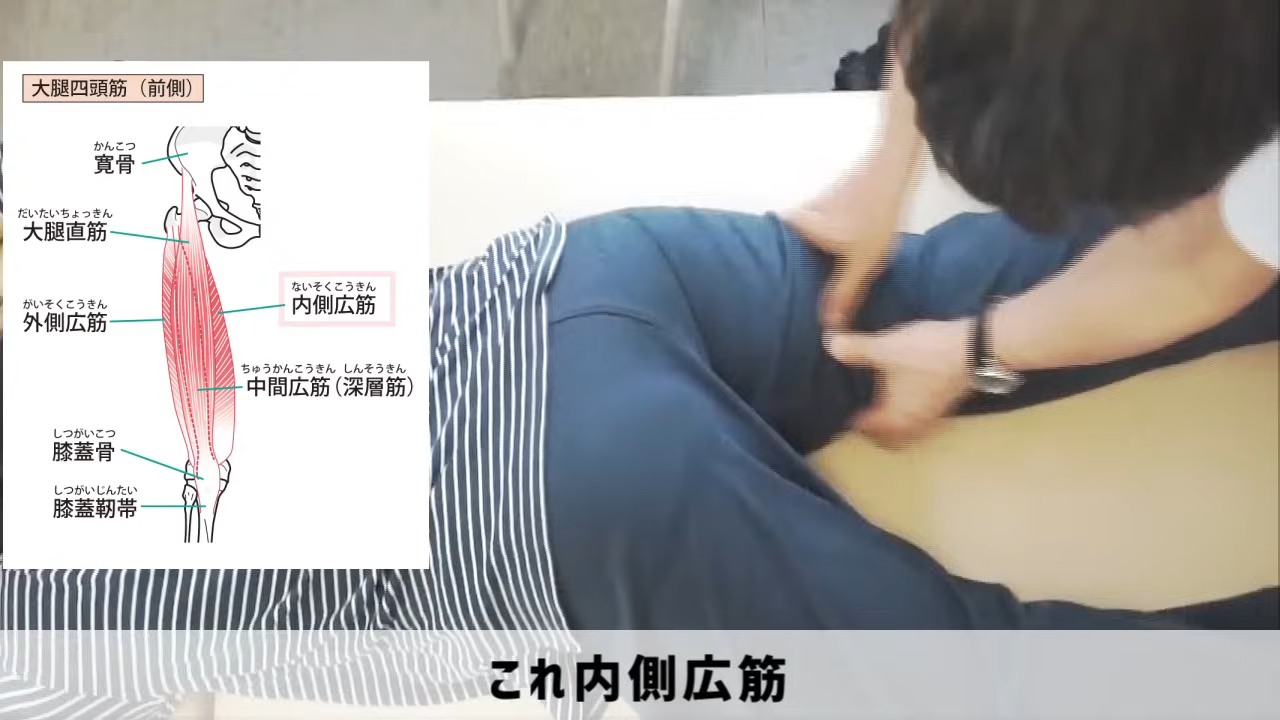 大腿四頭筋（前側）
かんこつ
寛骨
だいたいちょっきん
大腿直筋
ないそくこうきん
内側広筋
がいそくこうきん
外側広筋
ちゅうかんこうきん しんそうきん
中間広筋（深層筋）
しつがいこつ
膝蓋骨
しつがいじんたい
膝蓋靭帯
これ内側広筋